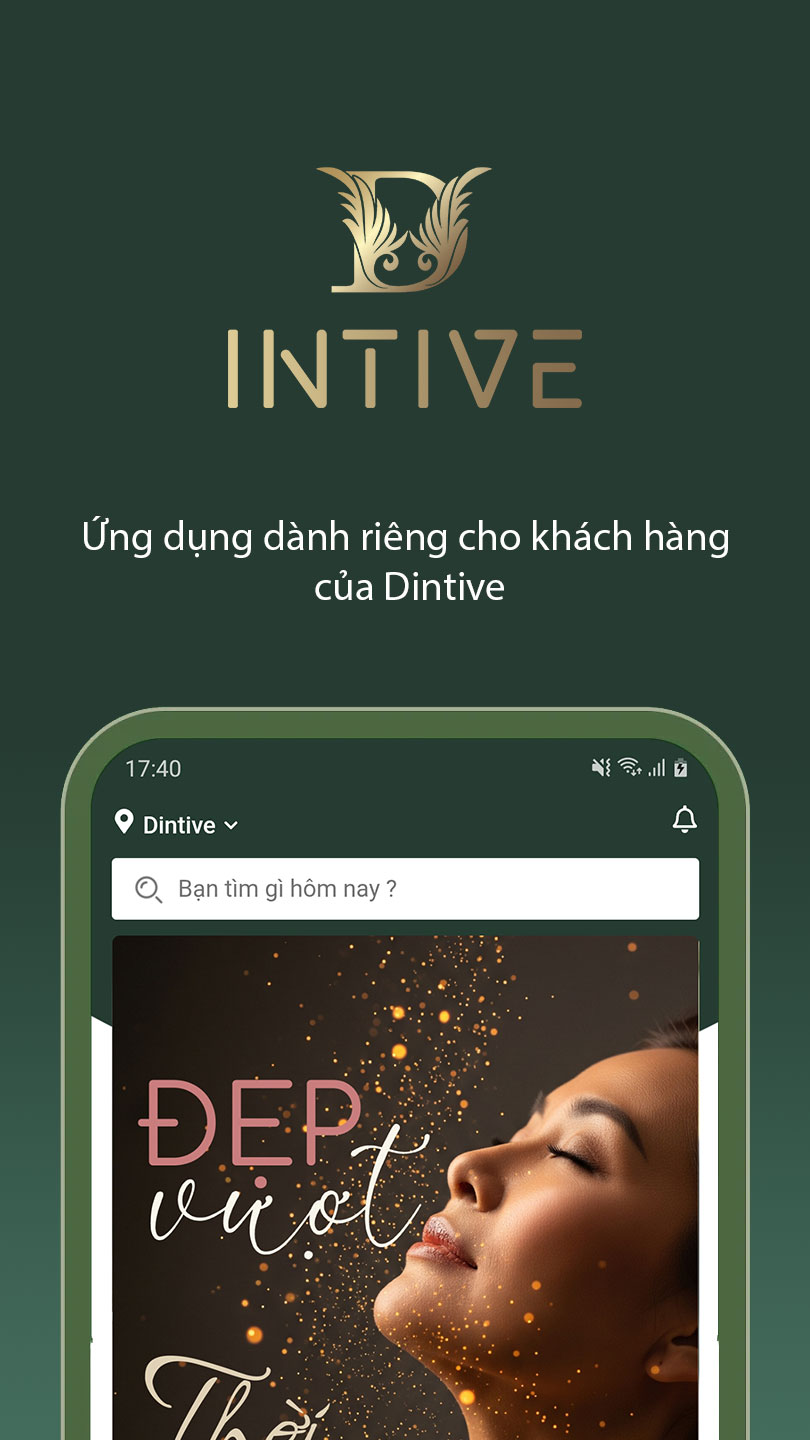 D
INTIVE
Ứng dụng dành riêng cho khách hàng
của Dintive
17:40
Dintive
Bạn tìm gì hôm nay ?
ĐẸP
vượt
Thời